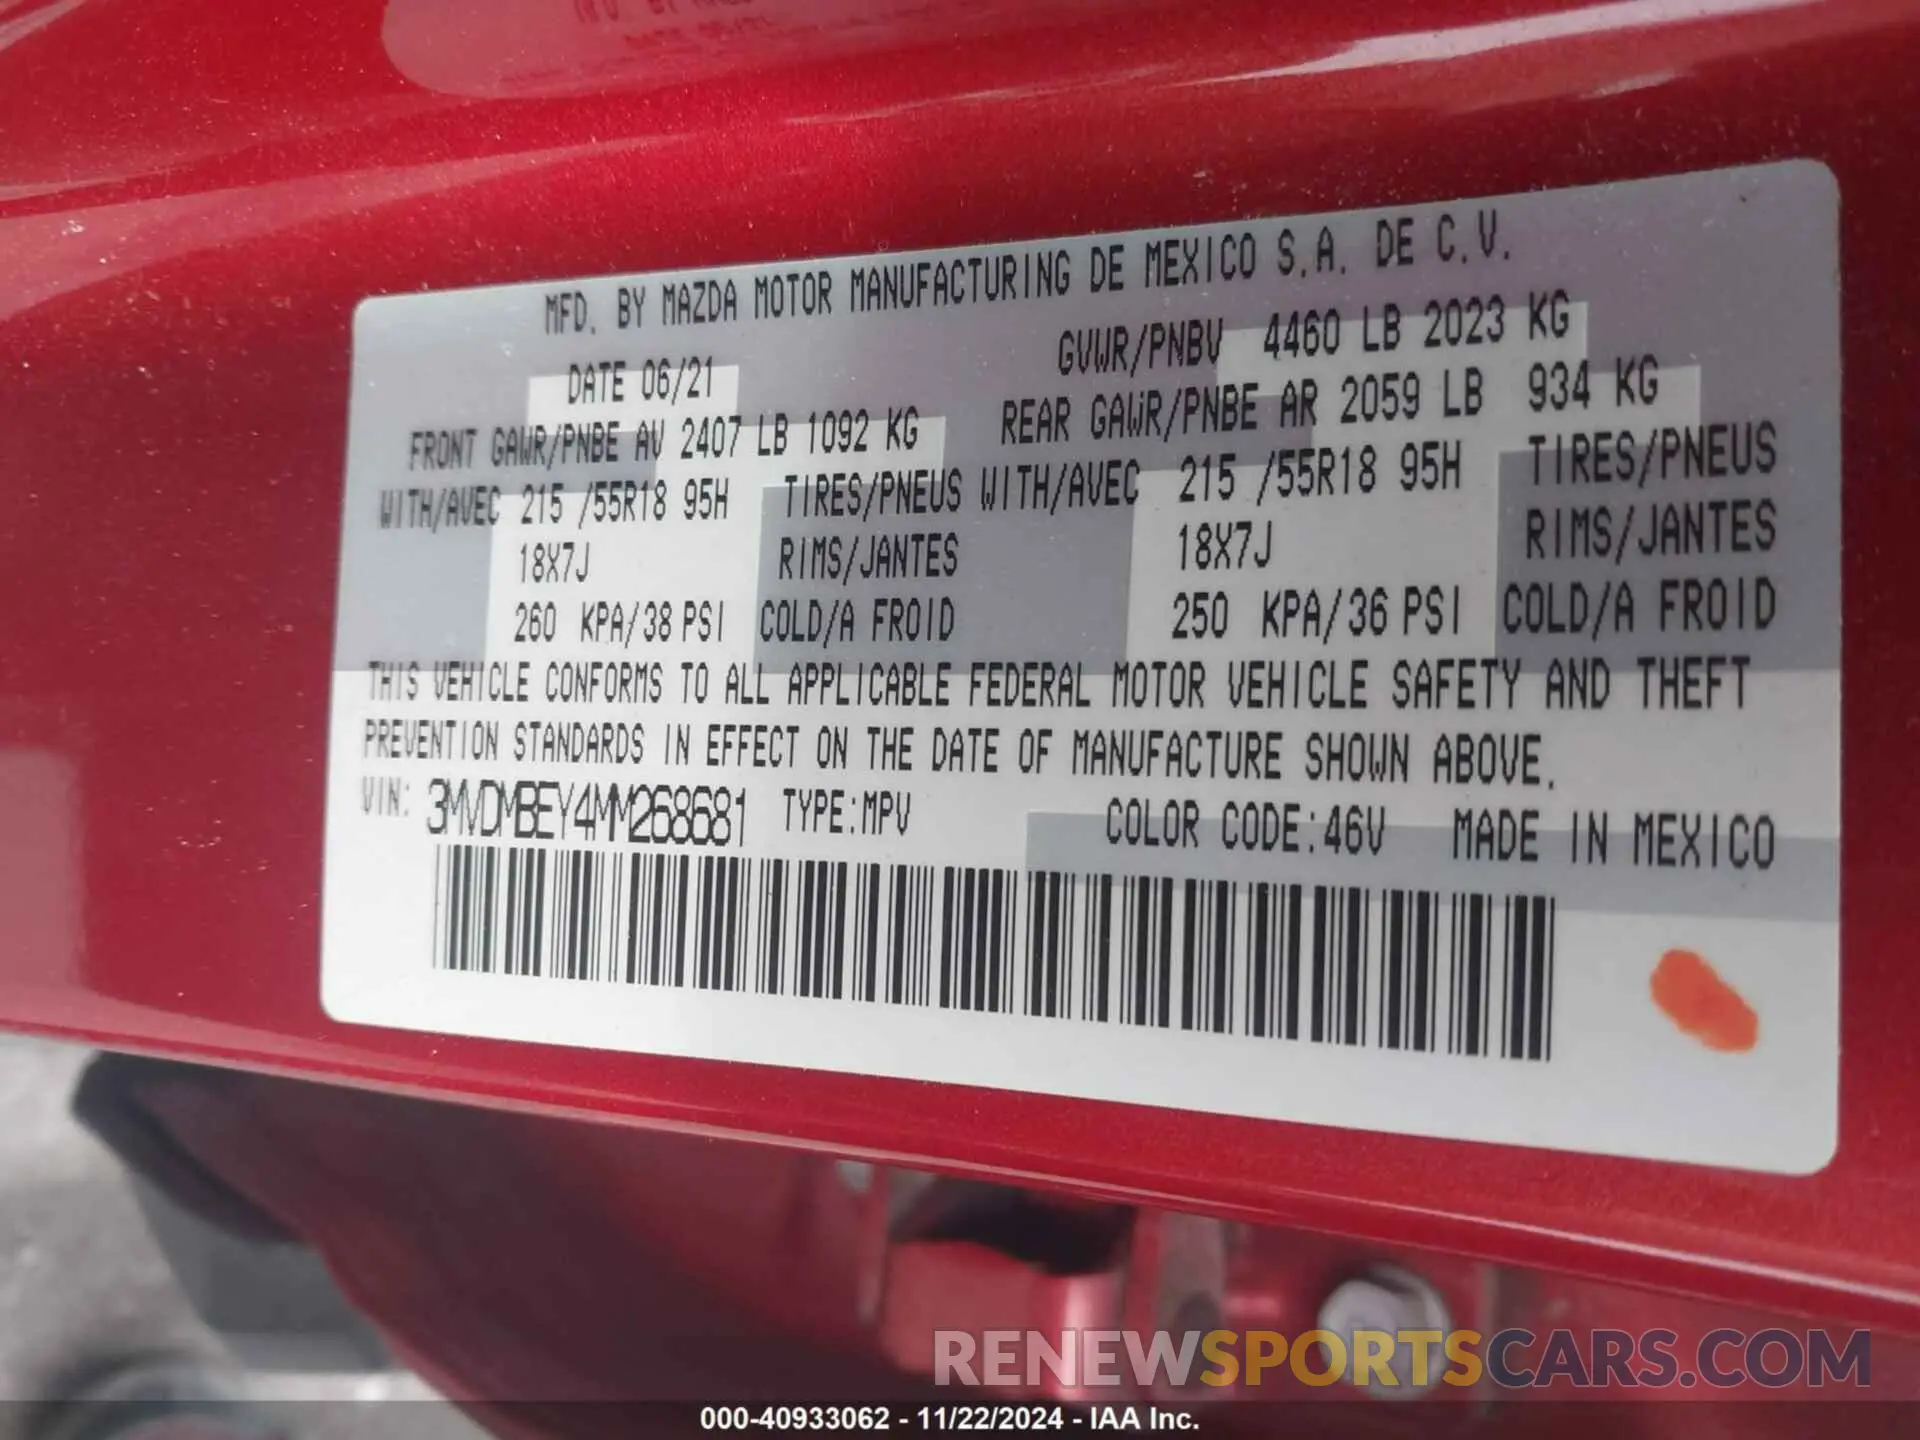 MFD. BY MAZDA MOTOR MANUFACTURING DE MEXICO S.A. DE C.V.
DATE 06/21 GVWR/PNBV 4460 LB 2023 KG
FRONT GAWR/PNBE AV 2407 LB 1092 KG REAR GAWR/PNBE AR 2059 LB 934 KG
WITH/AVEC 215 /55R18 95H TIRES/PNEUS WITH/AVEC 215 /55R18 95H TIRES/PNEUS
18X7J RIMS/JANTES 18X7J RIMS/JANTES
260 KPA/38 PSI COLD/A FROID 250 KPA/36 PSI COLD/A FROID
THIS VEHICLE CONFORMS TO ALL APPLICABLE FEDERAL MOTOR VEHICLE SAFETY AND THEFT
PREVENTION STANDARDS IN EFFECT ON THE DATE OF MANUFACTURE SHOWN ABOVE.
VIN: 3MVDMBEY4MM268681 TYPE:MPV COLOR CODE:46V MADE IN MEXICO
RENEWSPORTSCARS.COM
000-40933062 - 11/22/2024 - IAA Inc.